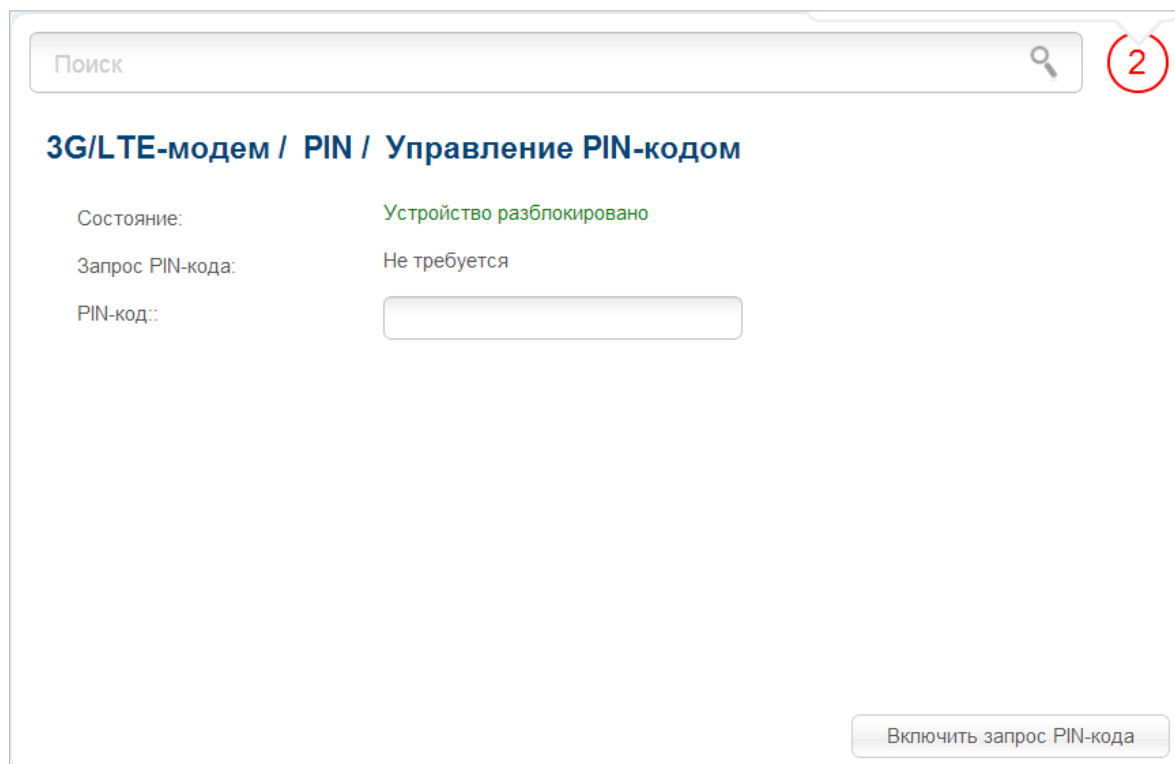 Поиск
2
3G/LTE-модем / PIN / Управление PIN-кодом
Состояние: Устройство разблокировано
Запрос PIN-кода: Не требуется
PIN-код::
Включить запрос PIN-кода